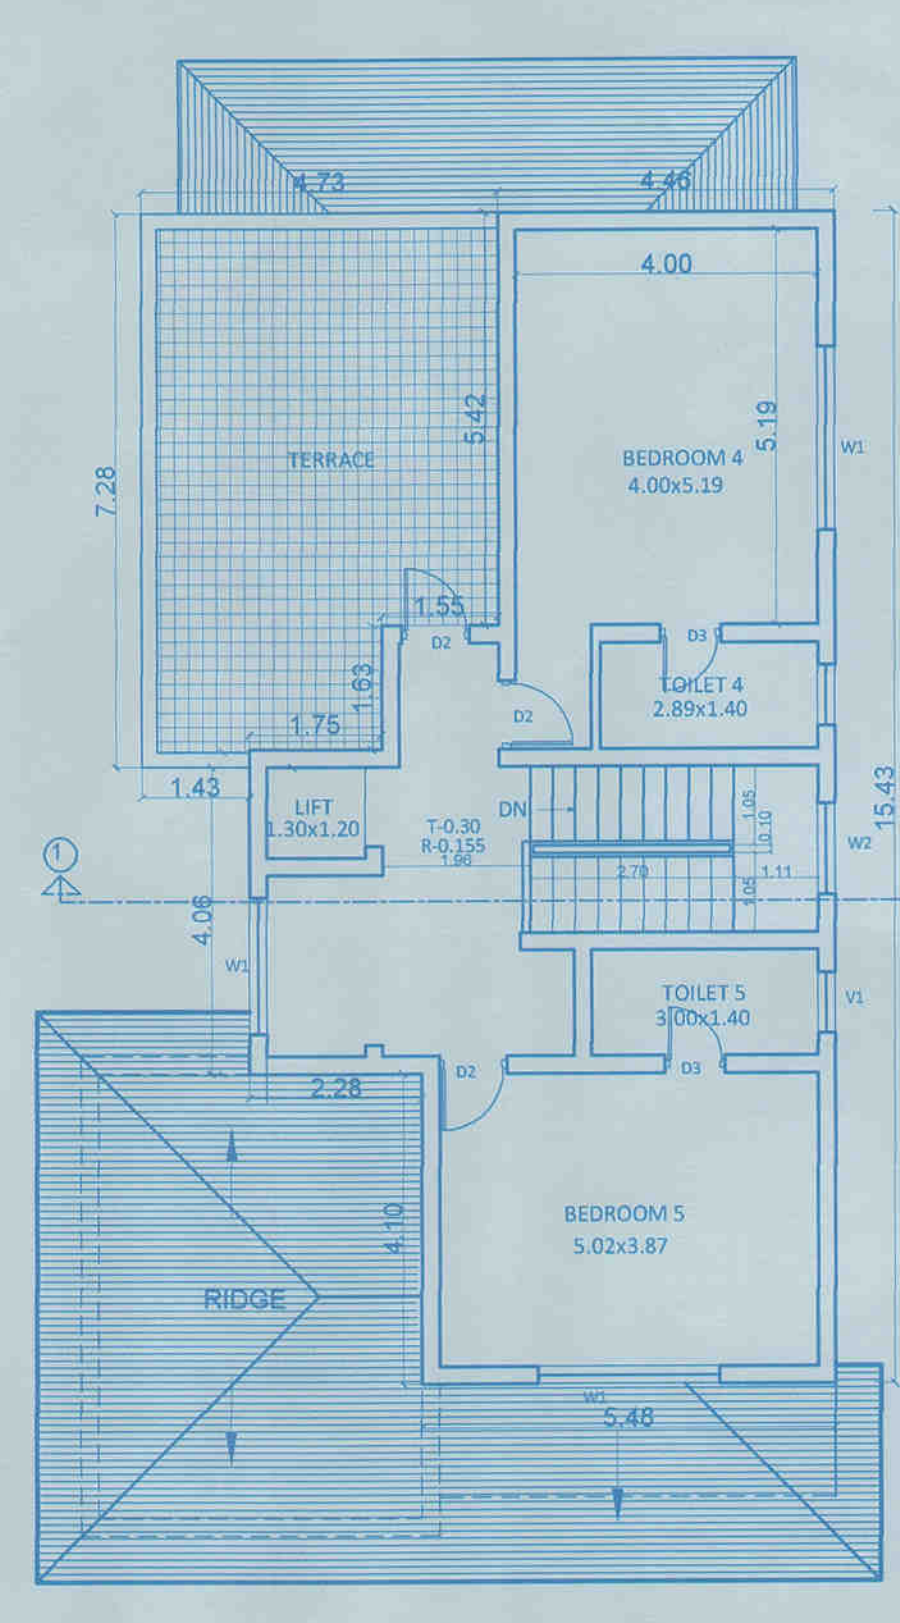 4.73
4.46
4.00
7.28
TERRACE
5.42
BEDROOM 4
4.00x5.19
5.19
W1
15.43
1.55
D2
1.63
1.75
D3
TOILET 4
2.89x1.40
D2
1.43
LIFT
1.30x1.20
T-0.30
R-0.155
1.96
DN
1.05
0.10
2.70
1.11
1.05
W2
1
4.06
W1
TOILET 5
3.00x1.40
V1
D2
D3
2.28
4.10
BEDROOM 5
5.02x3.87
RIDGE
W1
5.48